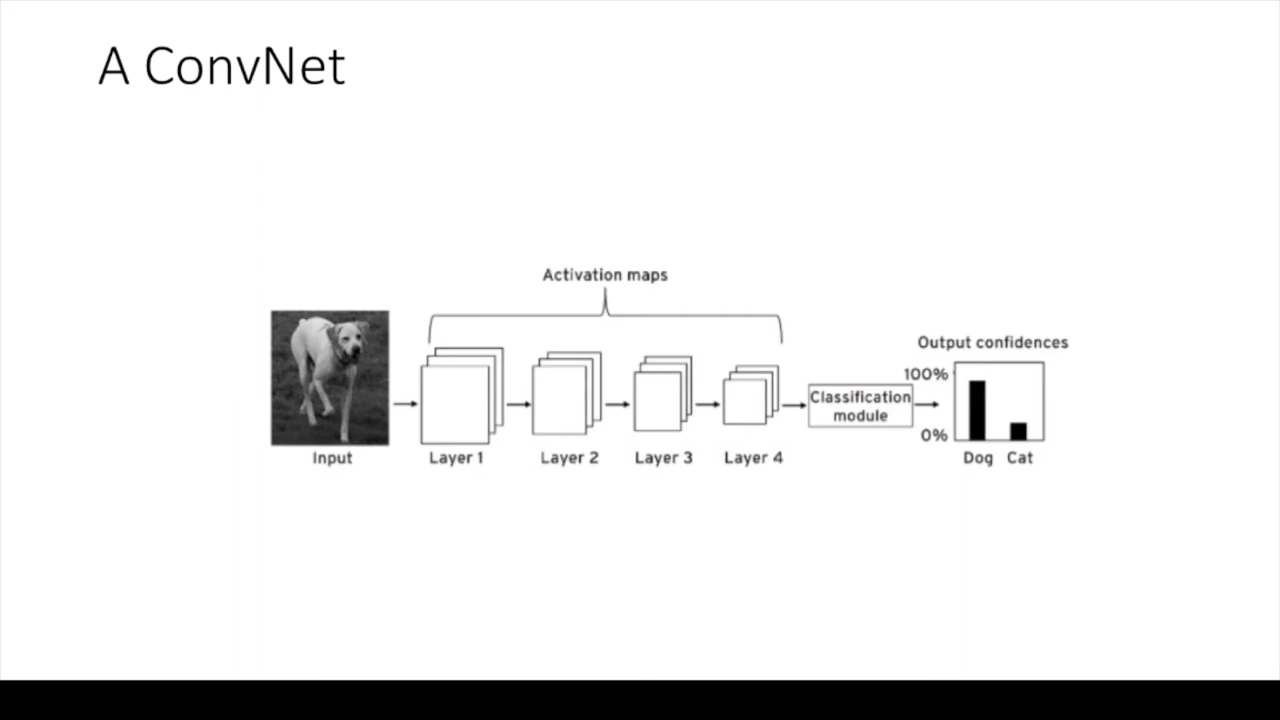 A ConvNet
Activation maps
Output confidences
100%
Classification
module
0%
Input
Layer 1
Layer 2
Layer 3
Layer 4
Dog
Cat